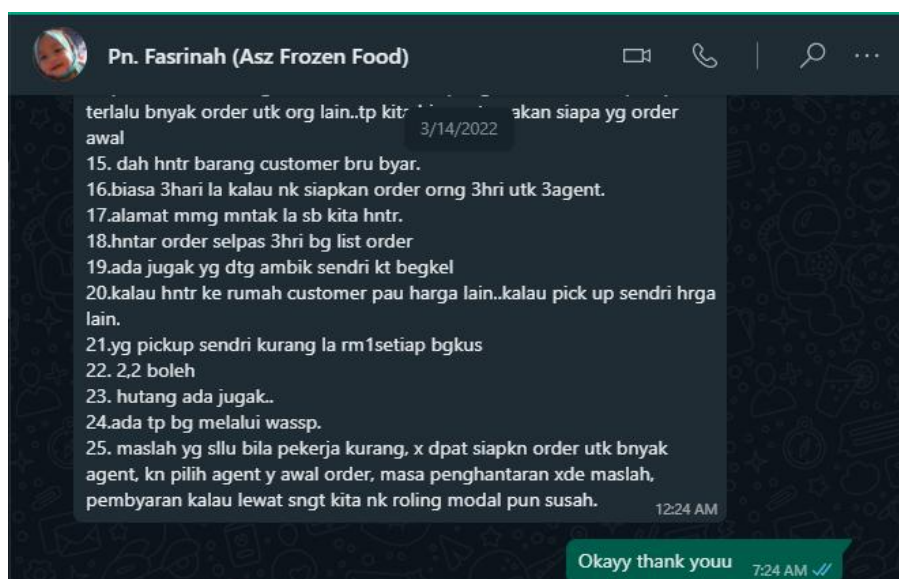 Pn. Fasrinah (Asz Frozen Food)
terlalu bnyak order utk org lain..tp kita akan siapa yg order
3/14/2022
awal
15. dah hntr barang customer bru byar.
16.biasa 3hari la kalau nk siapkan order orng 3hri utk 3agent.
17.alamat mmg mntak la sb kita hntr.
18.hntar order selpas 3hri bg list order
19.ada jugak yg dtg ambik sendri kt begkel
20.kalau hntr ke rumah customer pau harga lain..kalau pick up sendri hrga
lain.
21.yg pickup sendri kurang la rm1setiap bgkus
22. 2,2 boleh
23. hutang ada jugak..
24.ada tp bg melalui wassp.
25. maslah yg sllu bila pekerja kurang, x dpat siapkn order utk bnyak
agent, kn pilih agent y awal order, masa penghantaran xde maslah,
pembyaran kalau lewat sngt kita nk roling modal pun susah.
12:24 AM
Okayy thank youu
7:24 AM